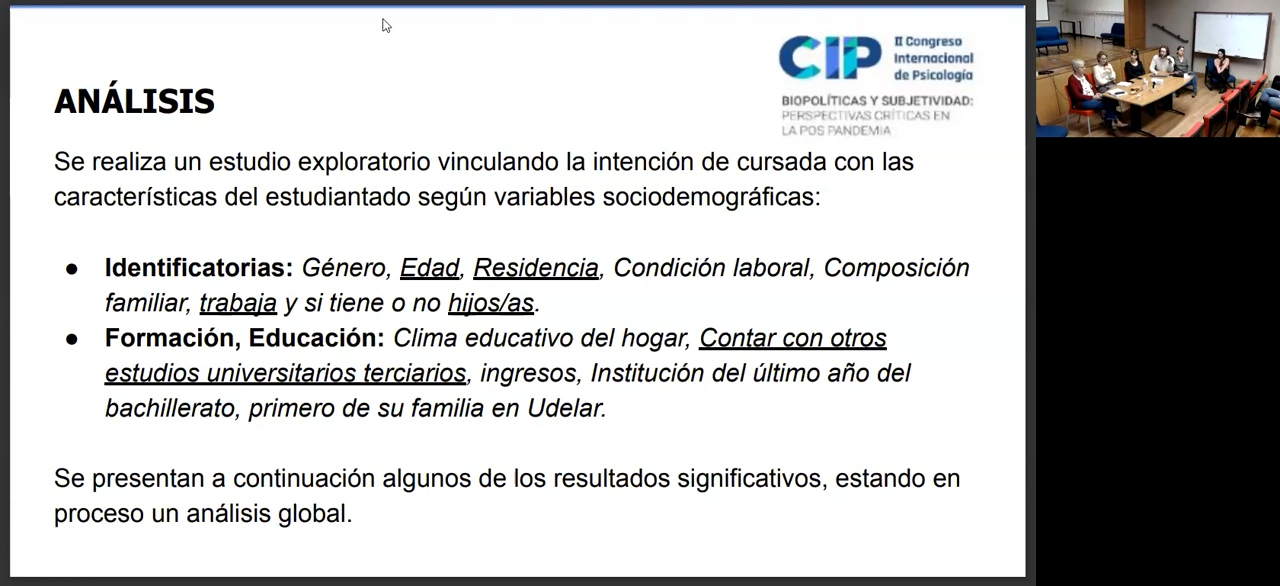 CIP
II Congreso
Internacional
de Psicología
BIOPOLÍTICAS Y SUBJETIVIDAD:
PERSPECTIVAS CRÍTICAS EN
LA POS PANDEMIA
ANÁLISIS
Se realiza un estudio exploratorio vinculando la intención de cursada con las
características del estudiantado según variables sociodemográficas:
● Identificatorias: Género, Edad, Residencia, Condición laboral, Composición
familiar, trabaja y si tiene o no hijos/as.
● Formación, Educación: Clima educativo del hogar, Contar con otros
estudios universitarios terciarios, ingresos, Institución del último año del
bachillerato, primero de su familia en Udelar.
Se presentan a continuación algunos de los resultados significativos, estando en
proceso un análisis global.